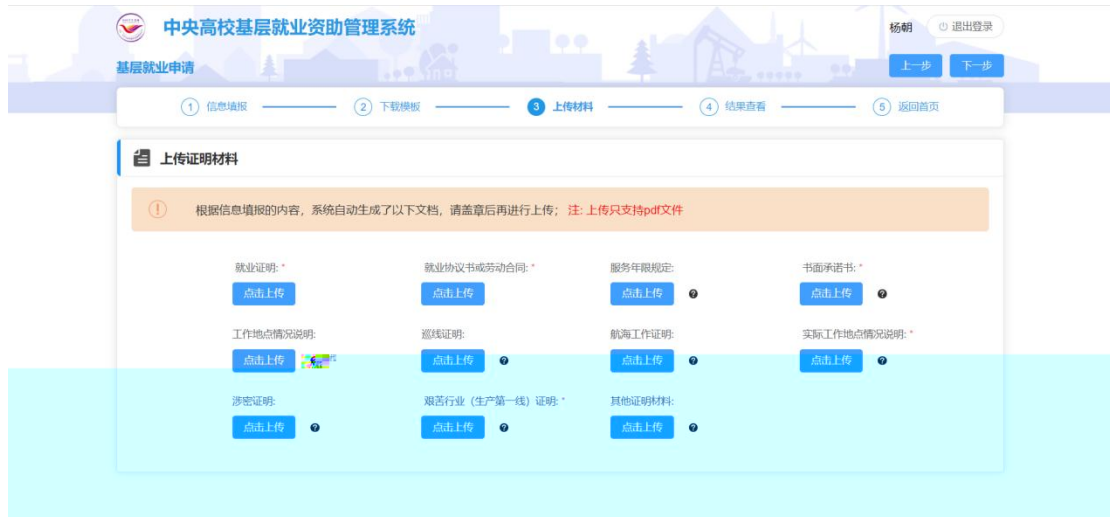 中央高校基层就业资助管理系统
杨朝 退出登录
基层就业申请
上一步 下一步
1 信息填报 2 下载模板 3 上传材料 4 结果查看 5 返回首页
上传证明材料
根据信息填报的内容，系统自动生成了以下文档，请盖章后再进行上传；注: 上传只支持pdf文件
就业证明: * 就业协议书或劳动合同: * 服务年限规定: 书面承诺书: *
点击上传 点击上传 点击上传 点击上传
工作地点情况说明: 巡线证明: 航海工作证明: 实际工作地点情况说明: *
点击上传 点击上传 点击上传 点击上传
涉密证明: 艰苦行业（生产第一线）证明: * 其他证明材料:
点击上传 点击上传 点击上传